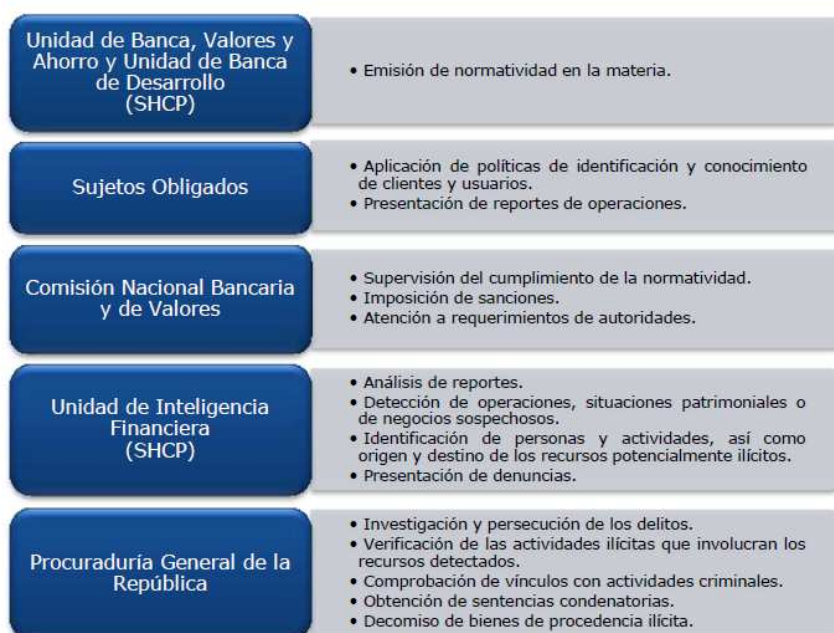 Unidad de Banca, Valores y
Ahorro y Unidad de Banca
de Desarrollo
(SHCP)
• Emisión de normatividad en la materia.
Sujetos Obligados
• Aplicación de políticas de identificación y conocimiento
de clientes y usuarios.
• Presentación de reportes de operaciones.
Comisión Nacional Bancaria
y de Valores
• Supervisión del cumplimiento de la normatividad.
• Imposición de sanciones.
• Atención a requerimientos de autoridades.
Unidad de Inteligencia
Financiera
(SHCP)
• Análisis de reportes.
• Detección de operaciones, situaciones patrimoniales o
de negocios sospechosos.
• Identificación de personas y actividades, así como
origen y destino de los recursos potencialmente ilícitos.
• Presentación de denuncias.
Procuraduría General de la
República
• Investigación y persecución de los delitos.
• Verificación de las actividades ilícitas que involucran los
recursos detectados.
• Comprobación de vínculos con actividades criminales.
• Obtención de sentencias condenatorias.
• Decomiso de bienes de procedencia ilícita.